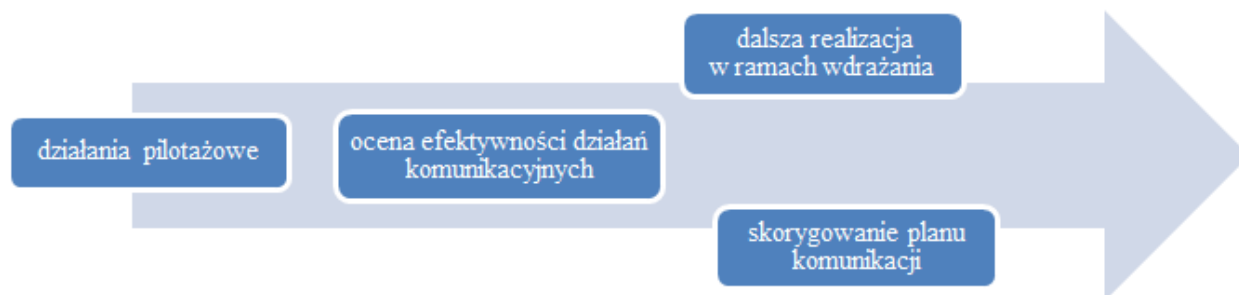 działania pilotażowe
ocena efektywności działań
komunikacyjnych
dalsza realizacja
w ramach wdrażania
skorygowanie planu
komunikacji